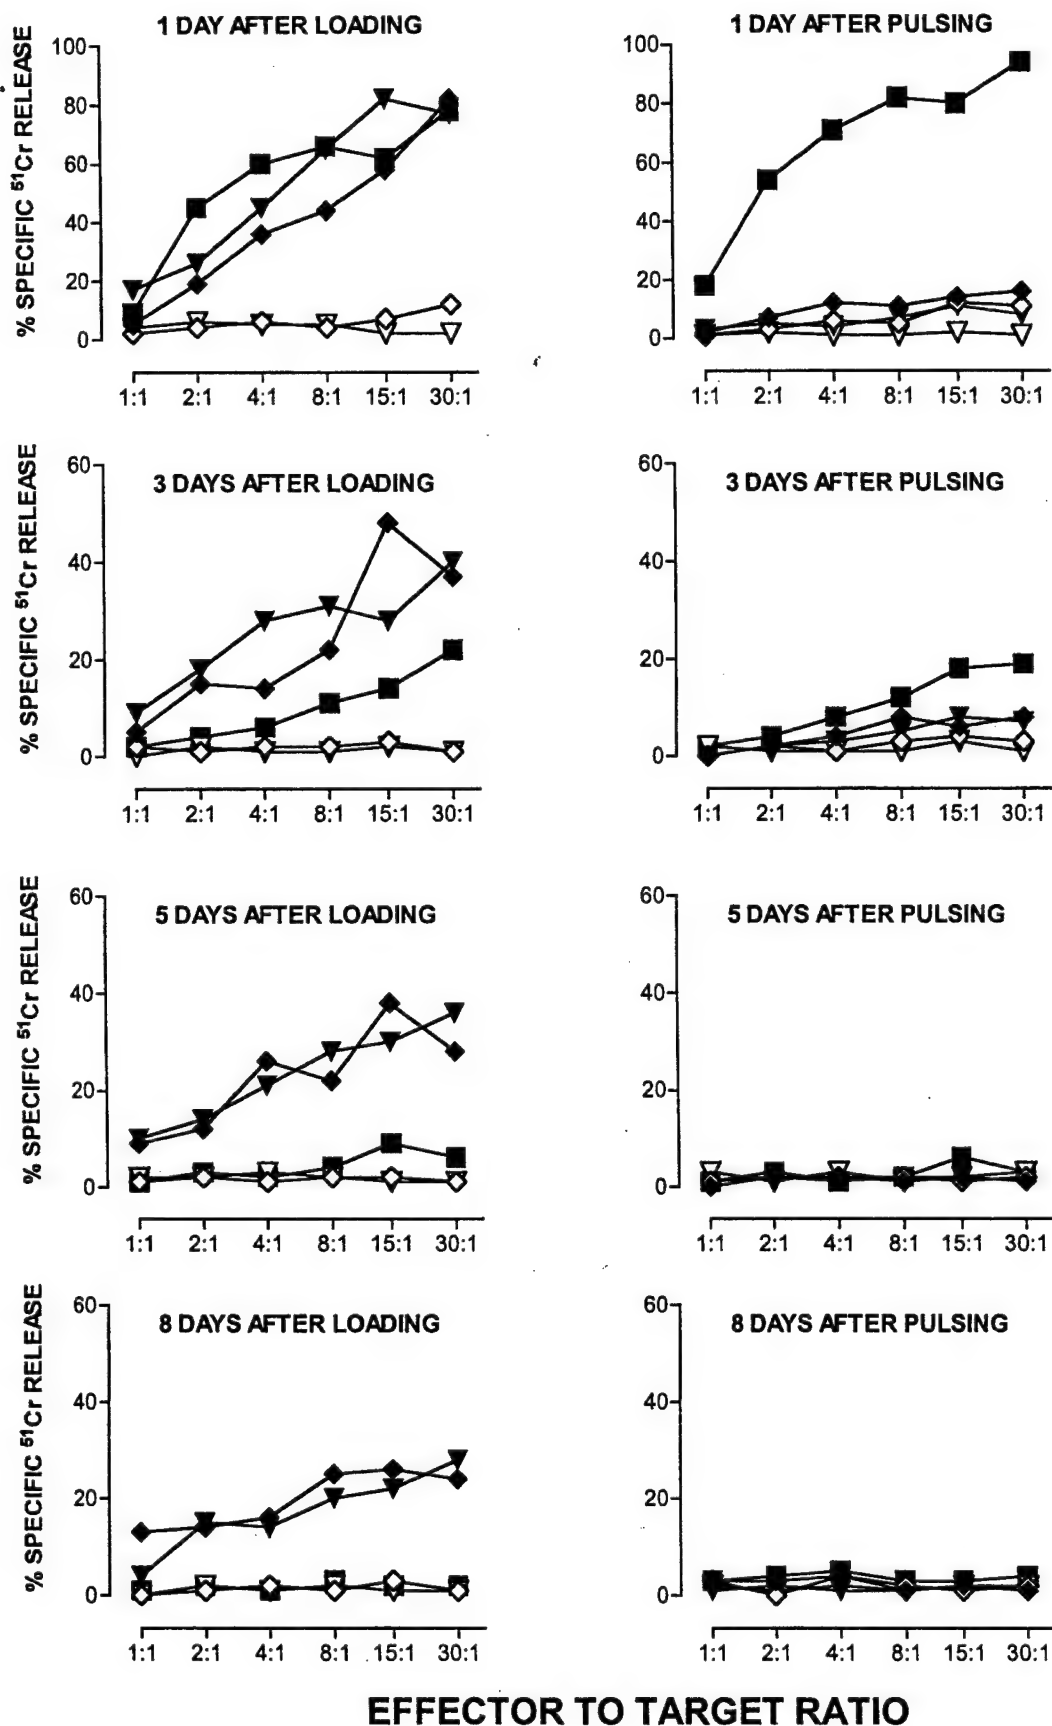 1 DAY AFTER LOADING
% SPECIFIC ⁵¹Cr RELEASE
100
80
60
40
20
0
1:1 2:1 4:1 8:1 15:1 30:1
1 DAY AFTER PULSING
100
80
60
40
20
0
1:1 2:1 4:1 8:1 15:1 30:1
3 DAYS AFTER LOADING
% SPECIFIC ⁵¹Cr RELEASE
60
40
20
0
1:1 2:1 4:1 8:1 15:1 30:1
3 DAYS AFTER PULSING
60
40
20
0
1:1 2:1 4:1 8:1 15:1 30:1
5 DAYS AFTER LOADING
% SPECIFIC ⁵¹Cr RELEASE
60
40
20
0
1:1 2:1 4:1 8:1 15:1 30:1
5 DAYS AFTER PULSING
60
40
20
0
1:1 2:1 4:1 8:1 15:1 30:1
8 DAYS AFTER LOADING
% SPECIFIC ⁵¹Cr RELEASE
60
40
20
0
1:1 2:1 4:1 8:1 15:1 30:1
8 DAYS AFTER PULSING
60
40
20
0
1:1 2:1 4:1 8:1 15:1 30:1
EFFECTOR TO TARGET RATIO